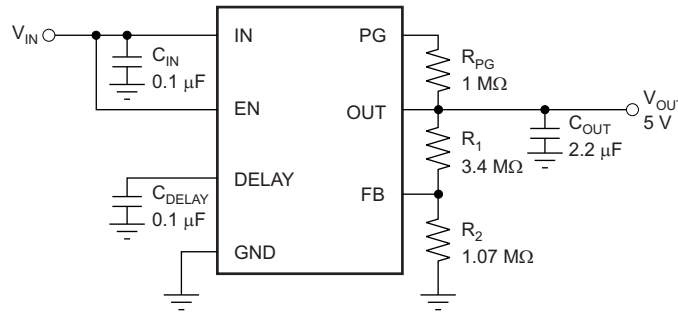 V_IN
C_IN
0.1 μF
C_DELAY
0.1 μF
IN
EN
DELAY
GND
PG
OUT
FB
R_PG
1 MΩ
R_1
3.4 MΩ
R_2
1.07 MΩ
C_OUT
2.2 μF
V_OUT
5 V